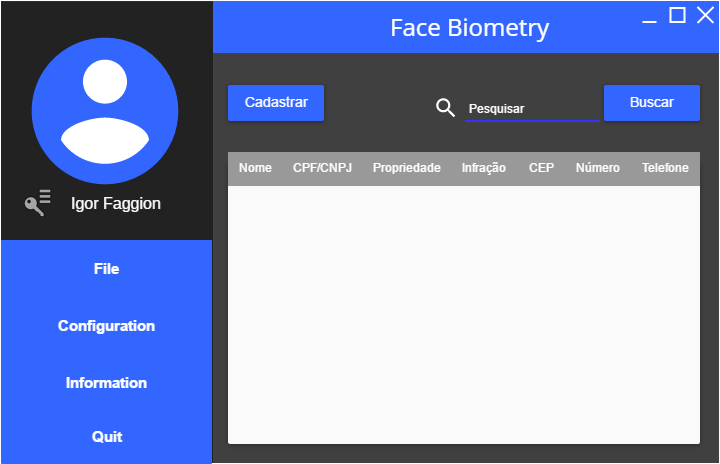 Face Biometry
Igor Faggion
File
Configuration
Information
Quit
Cadastrar
Pesquisar
Buscar
Nome CPF/CNPJ Propriedade Infração CEP Número Telefone